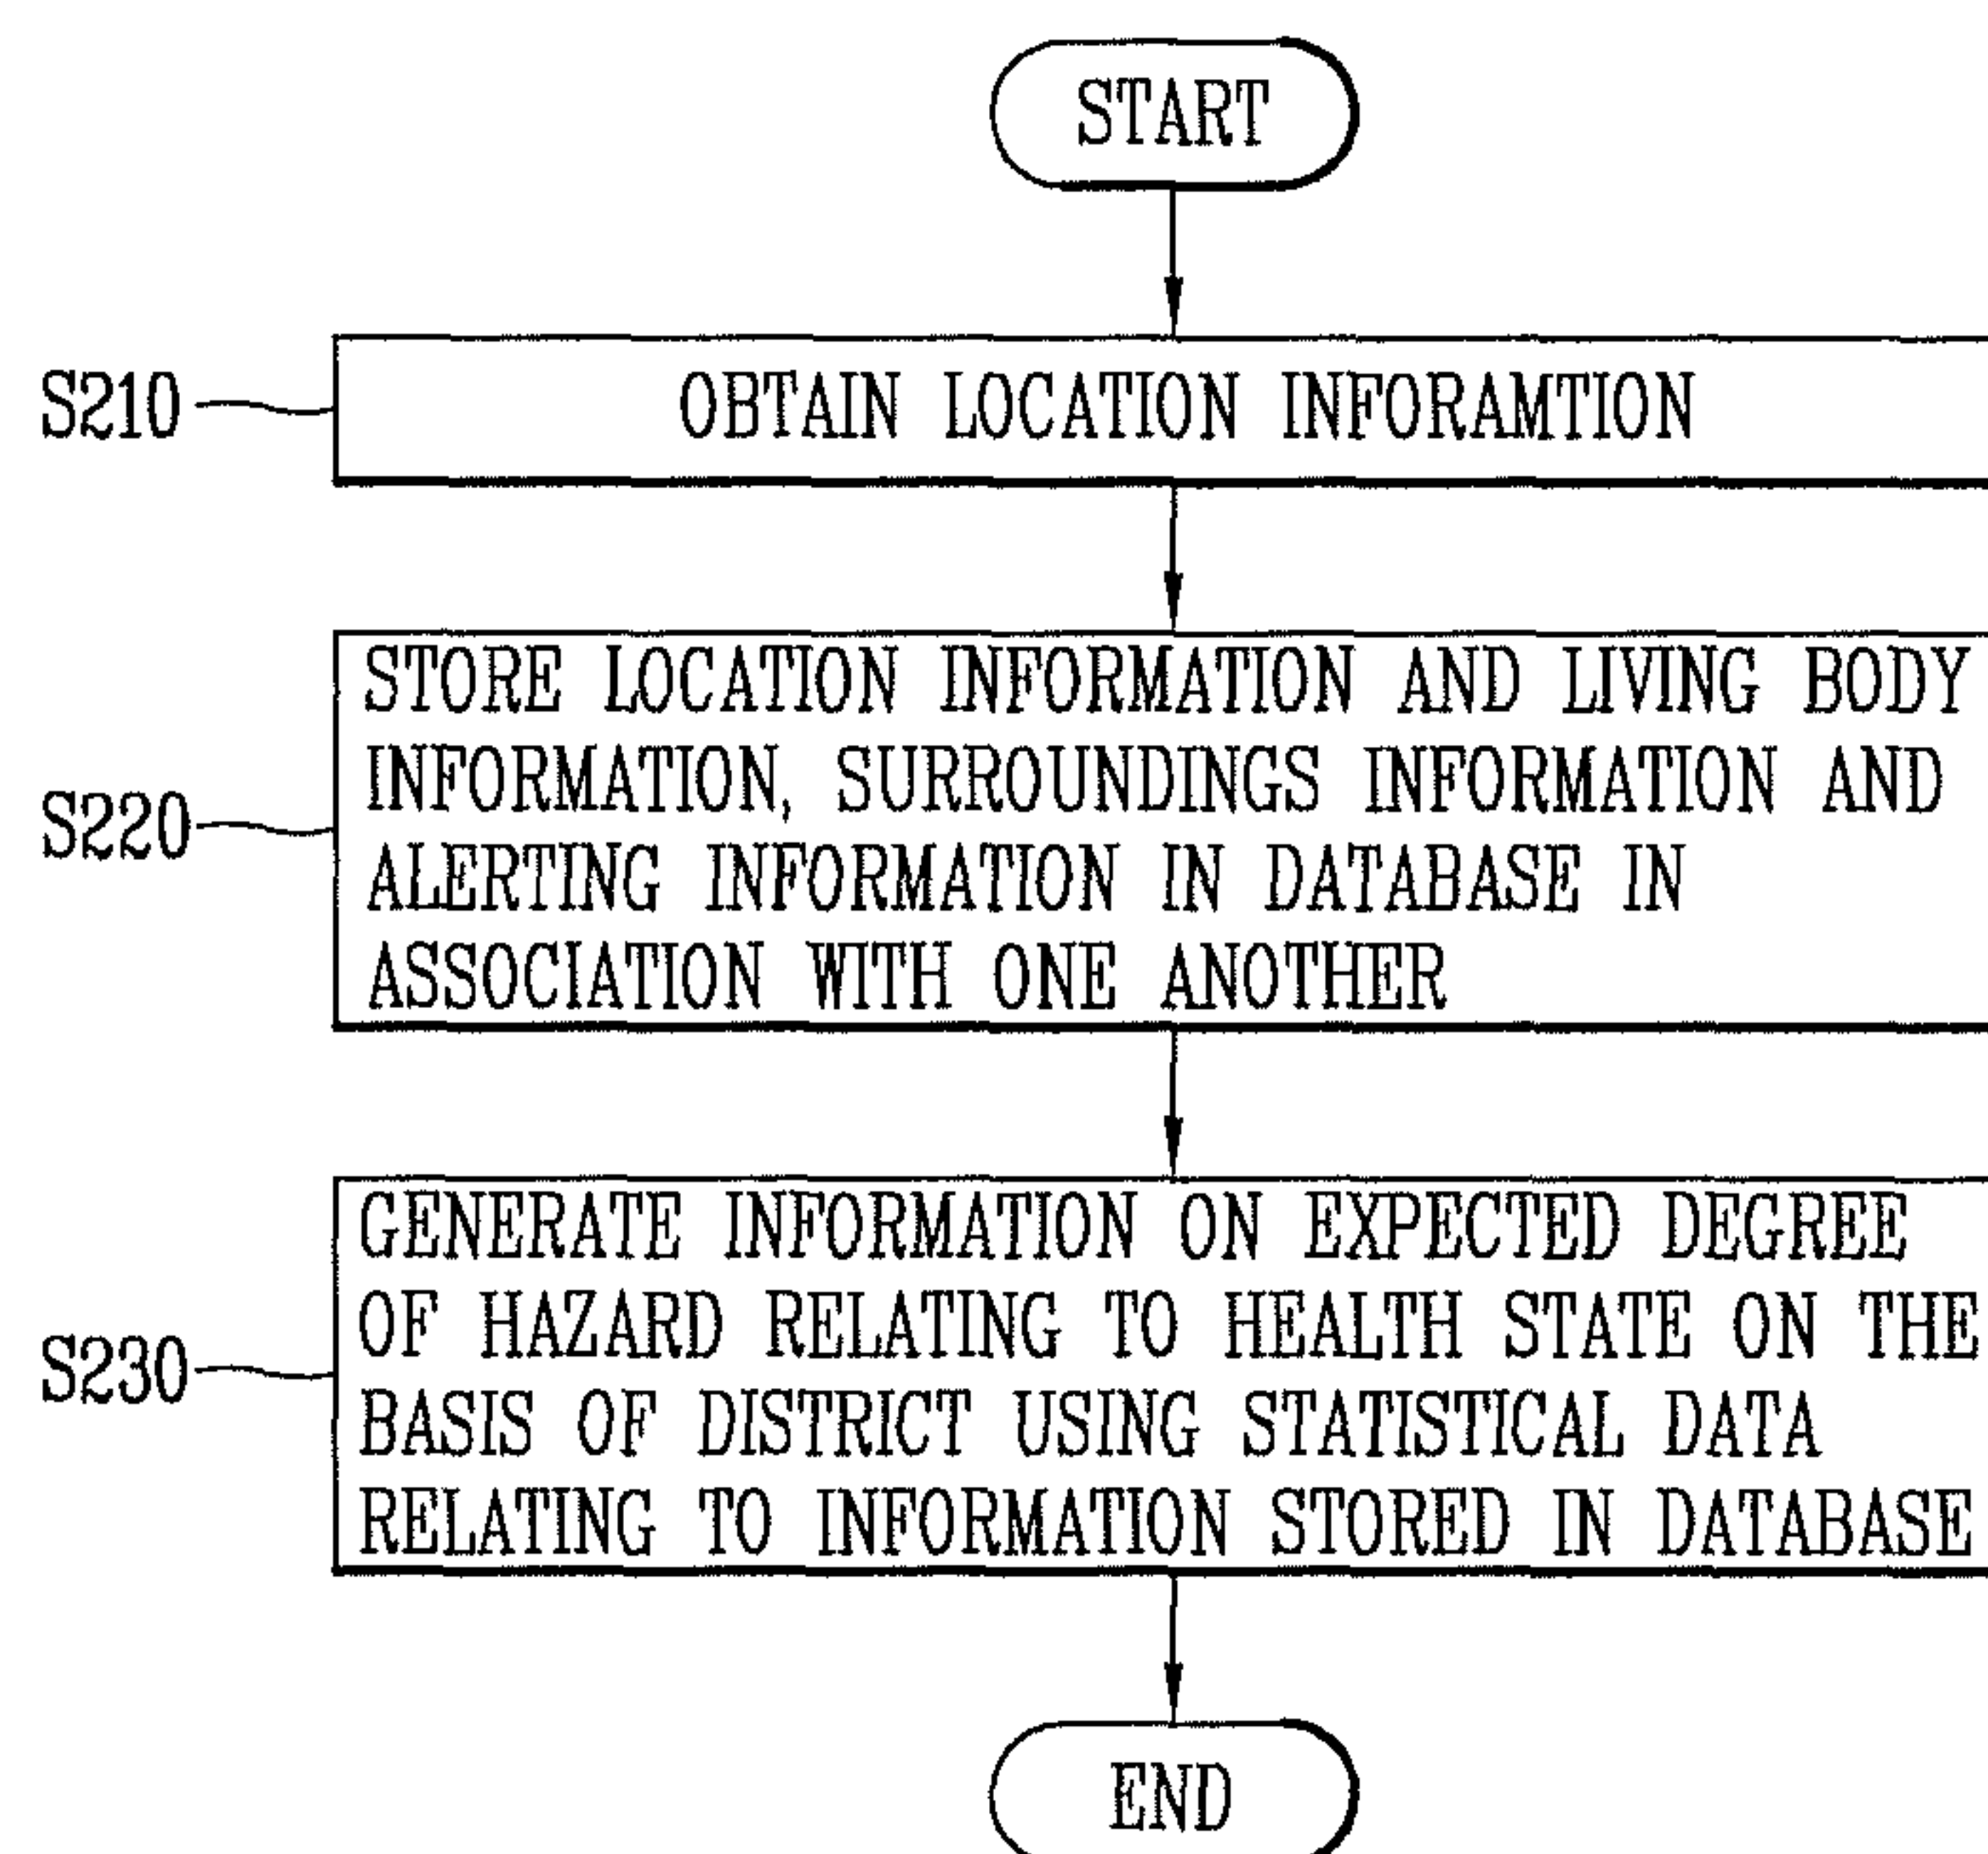 START
S210
OBTAIN LOCATION INFORAMTION
S220
STORE LOCATION INFORMATION AND LIVING BODY
INFORMATION, SURROUNDINGS INFORMATION AND
ALERTING INFORMATION IN DATABASE IN
ASSOCIATION WITH ONE ANOTHER
S230
GENERATE INFORMATION ON EXPECTED DEGREE
OF HAZARD RELATING TO HEALTH STATE ON THE
BASIS OF DISTRICT USING STATISTICAL DATA
RELATING TO INFORMATION STORED IN DATABASE
END